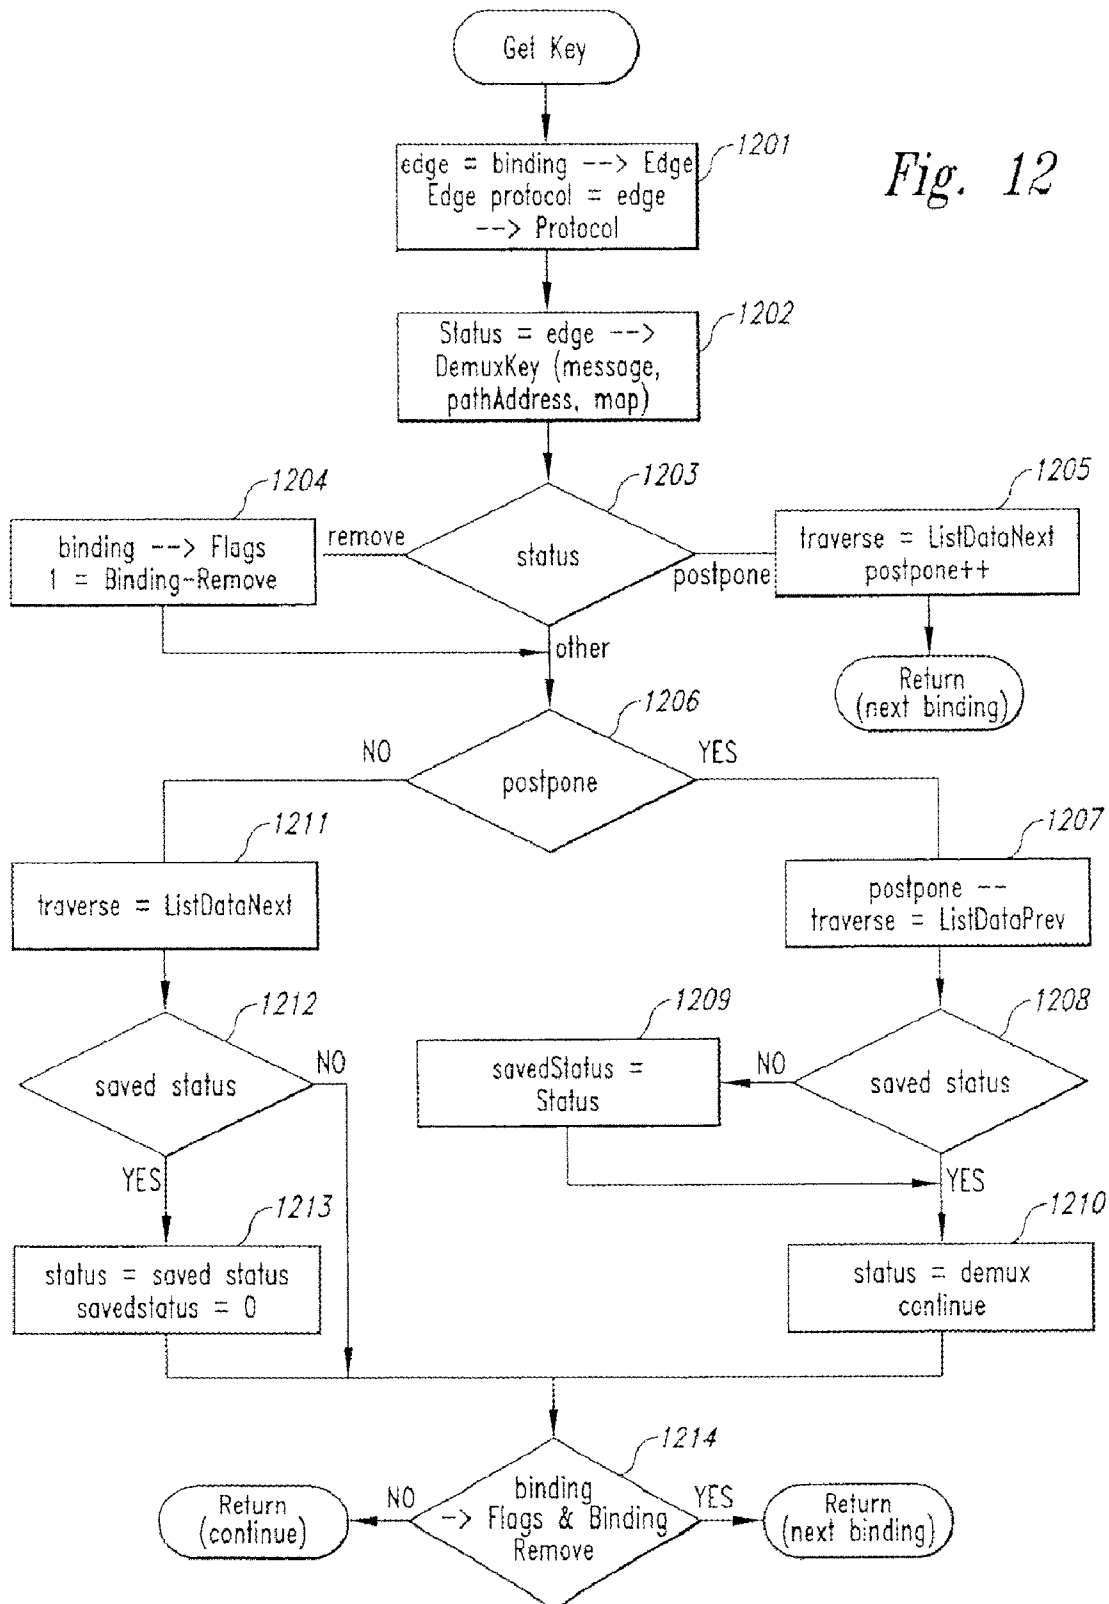 Get Key
1201
edge = binding --> Edge
Edge protocol = edge
--> Protocol
Fig. 12
1202
Status = edge -->
DemuxKey (message,
pathAddress, map)
1203
1204
1205
binding --> Flags
1 = Binding-Remove
remove
status
postpone
traverse = ListDataNext
postpone++
other
Return
(next binding)
1206
NO
YES
postpone
1211
1207
traverse = ListDataNext
postpone --
traverse = ListDataPrev
1212
1209
1208
saved status
NO
savedStatus =
Status
NO
saved status
YES
YES
1213
1210
status = saved status
savedstatus = 0
status = demux
continue
1214
Return
(continue)
NO
binding
-> Flags & Binding
Remove
YES
Return
(next binding)